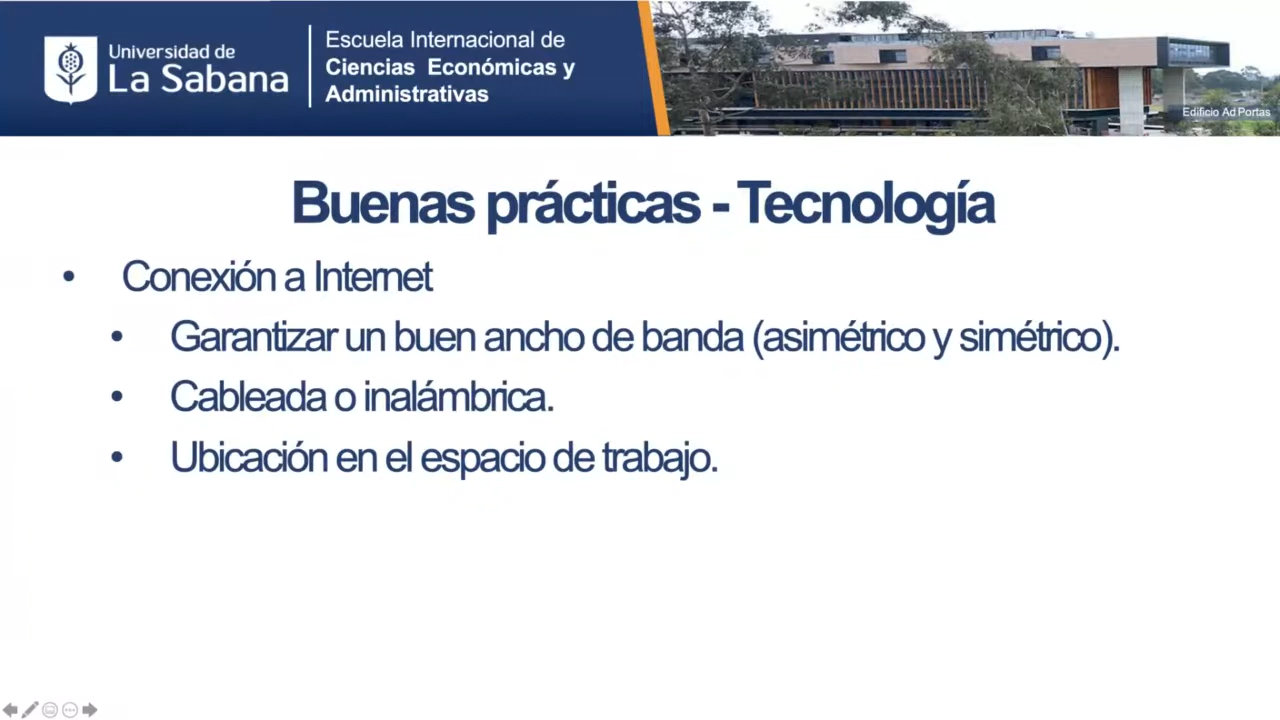 Universidad de
La Sabana
Escuela Internacional de
Ciencias Económicas y
Administrativas
Edificio Ad Portas
Buenas prácticas - Tecnología
• Conexión a Internet
• Garantizar un buen ancho de banda (asimétrico y simétrico).
• Cableada o inalámbrica.
• Ubicación en el espacio de trabajo.